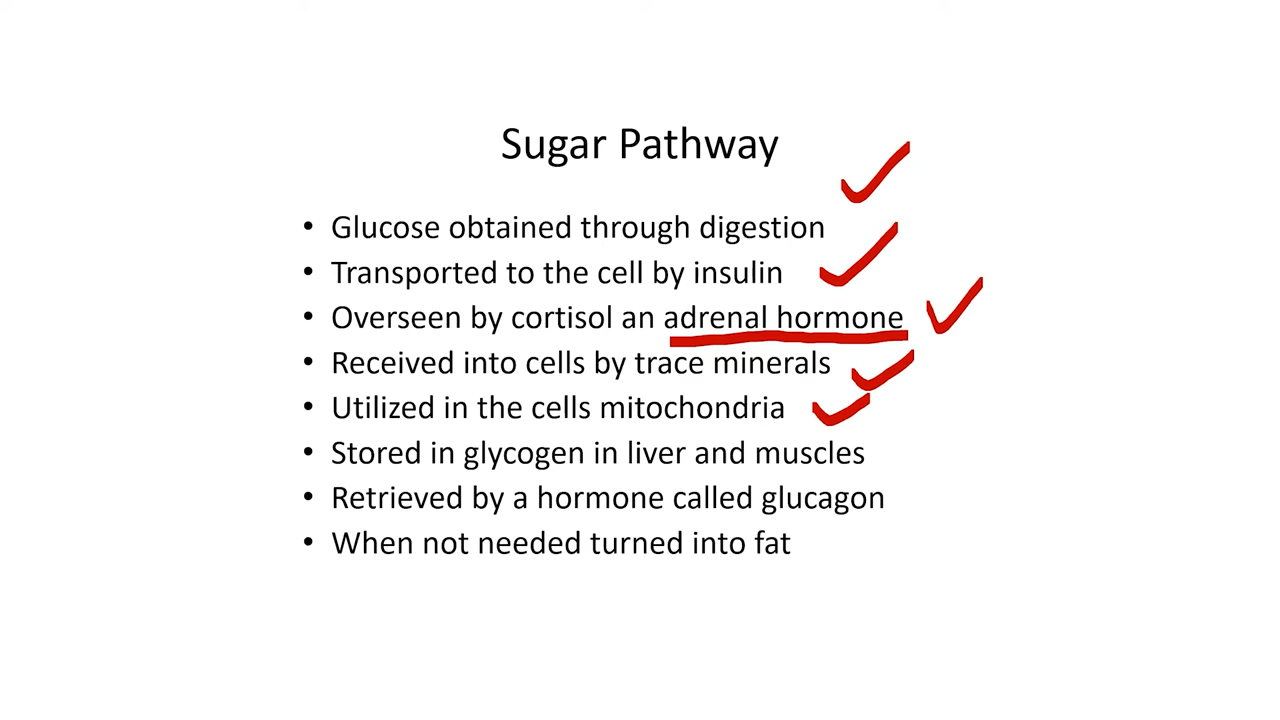 Sugar Pathway
• Glucose obtained through digestion
• Transported to the cell by insulin
• Overseen by cortisol an adrenal hormone
• Received into cells by trace minerals
• Utilized in the cells mitochondria
• Stored in glycogen in liver and muscles
• Retrieved by a hormone called glucagon
• When not needed turned into fat